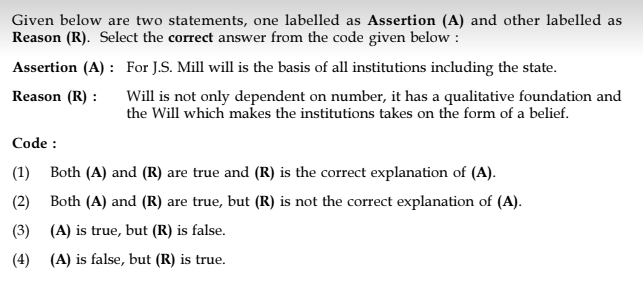 Given below are two statements, one labelled as Assertion (A) and other labelled as
Reason (R). Select the correct answer from the code given below :
Assertion (A) : For J.S. Mill will is the basis of all institutions including the state.
Reason (R) : Will is not only dependent on number, it has a qualitative foundation and
the Will which makes the institutions takes on the form of a belief.
Code :
(1) Both (A) and (R) are true and (R) is the correct explanation of (A).
(2) Both (A) and (R) are true, but (R) is not the correct explanation of (A).
(3) (A) is true, but (R) is false.
(4) (A) is false, but (R) is true.